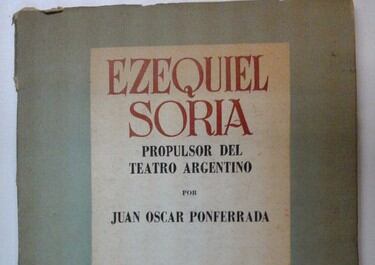 EZEQUIEL
SORIA
PROPULSOR DEL
TEATRO ARGENTINO
POR
JUAN OSCAR PONFERRADA